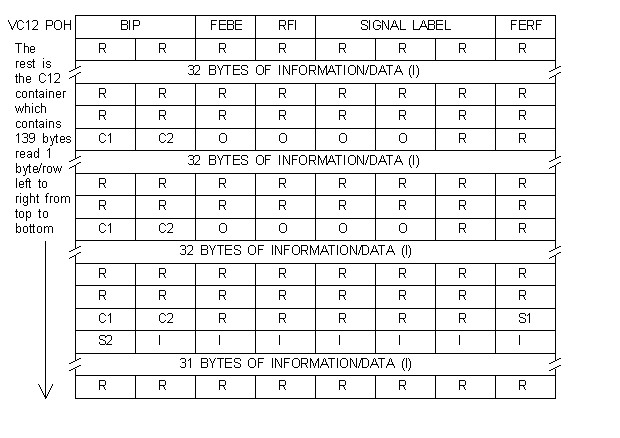 VC12 POH BIP FEBE RFI SIGNAL LABEL FERF
The
rest is
the C12
container
which
contains
139 bytes
read 1
byte/row
left to
right from
top to
bottom
R R R R R R R R
32 BYTES OF INFORMATION/DATA (I)
R R R R R R R R
R R R R R R R R
C1 C2 O O O O R R
32 BYTES OF INFORMATION/DATA (I)
R R R R R R R R
R R R R R R R R
C1 C2 O O O O R R
32 BYTES OF INFORMATION/DATA (I)
R R R R R R R R
R R R R R R R R
C1 C2 R R R R R S1
S2 I I I I I I I
31 BYTES OF INFORMATION/DATA (I)
R R R R R R R R